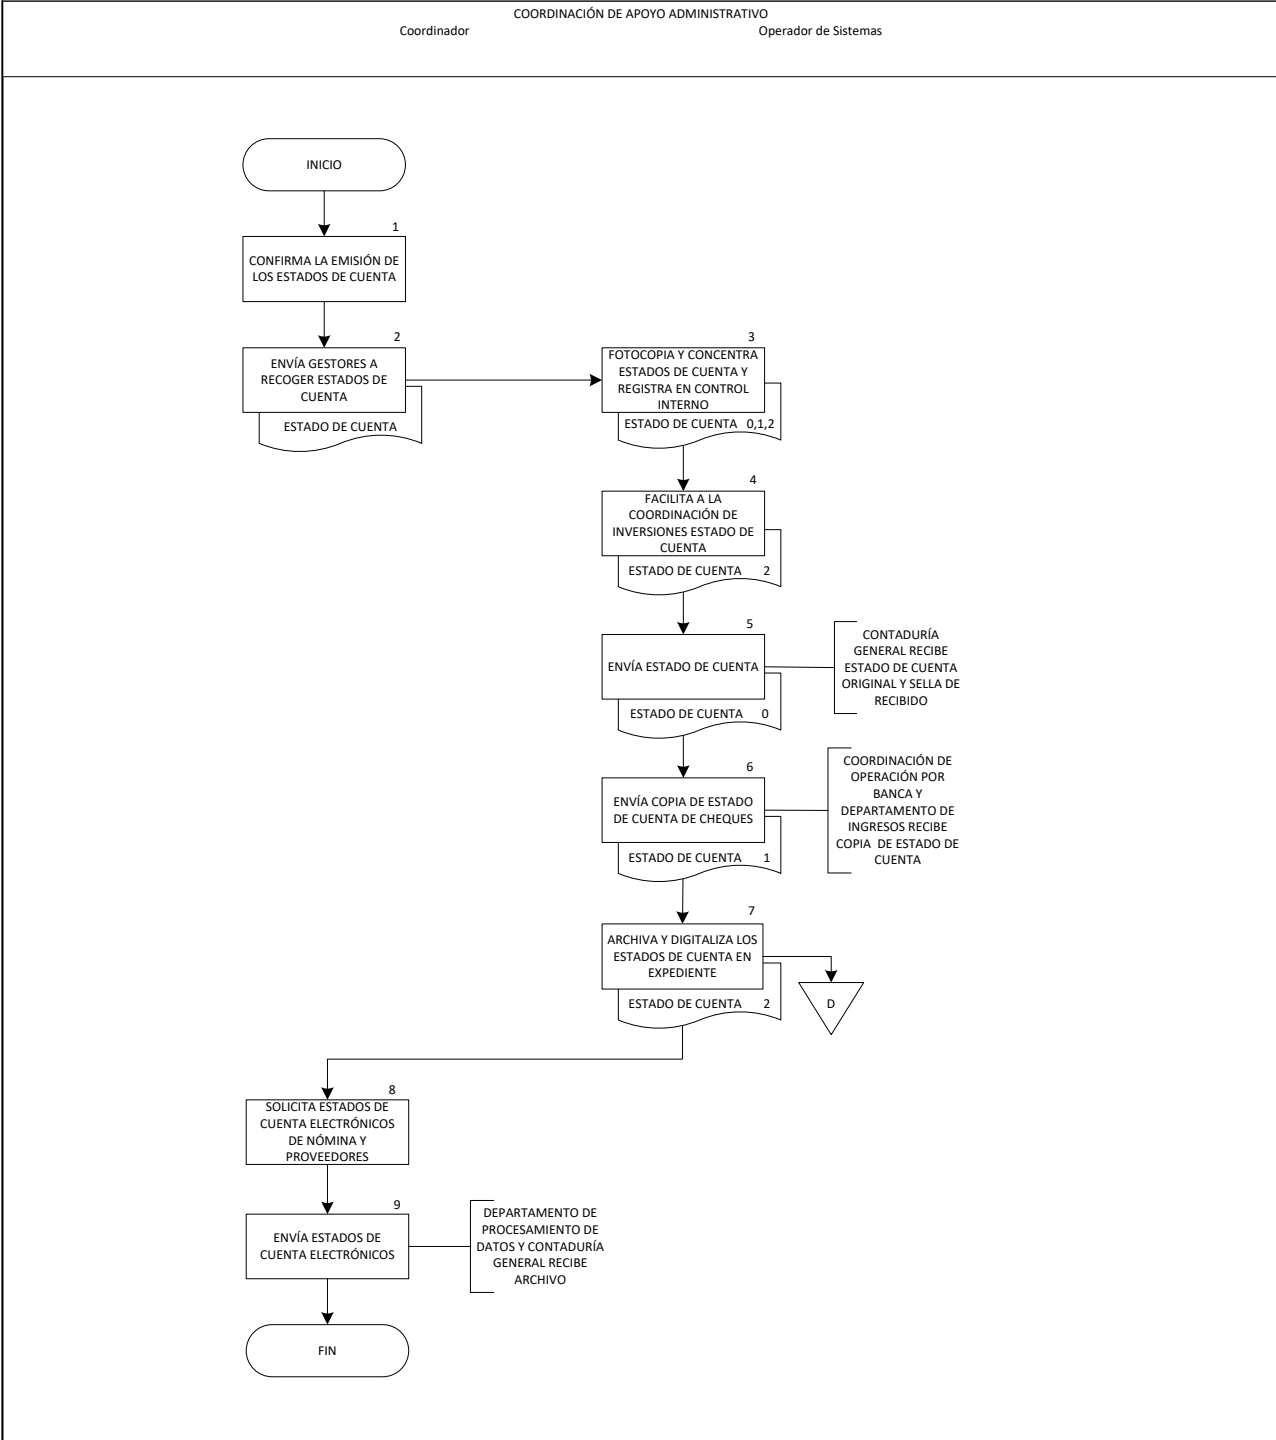 COORDINACIÓN DE APOYO ADMINISTRATIVO
Coordinador
Operador de Sistemas
INICIO
1
CONFIRMA LA EMISIÓN DE
LOS ESTADOS DE CUENTA
2
ENVÍA GESTORES A
RECOGER ESTADOS DE
CUENTA
ESTADO DE CUENTA
3
FOTOCOPIA Y CONCENTRA
ESTADOS DE CUENTA Y
REGISTRA EN CONTROL
INTERNO
ESTADO DE CUENTA 0,1,2
4
FACILITA A LA
COORDINACIÓN DE
INVERSIONES ESTADO DE
CUENTA
ESTADO DE CUENTA 2
5
ENVÍA ESTADO DE CUENTA
ESTADO DE CUENTA 0
CONTADURÍA
GENERAL RECIBE
ESTADO DE CUENTA
ORIGINAL Y SELLA DE
RECIBIDO
6
ENVÍA COPIA DE ESTADO
DE CUENTA DE CHEQUES
ESTADO DE CUENTA 1
COORDINACIÓN DE
OPERACIÓN POR
BANCA Y
DEPARTAMENTO DE
INGRESOS RECIBE
COPIA DE ESTADO DE
CUENTA
7
ARCHIVA Y DIGITALIZA LOS
ESTADOS DE CUENTA EN
EXPEDIENTE
ESTADO DE CUENTA 2
D
8
SOLICITA ESTADOS DE
CUENTA ELECTRÓNICOS
DE NÓMINA Y
PROVEEDORES
9
ENVÍA ESTADOS DE
CUENTA ELECTRÓNICOS
DEPARTAMENTO DE
PROCESAMIENTO DE
DATOS Y CONTADURÍA
GENERAL RECIBE
ARCHIVO
FIN